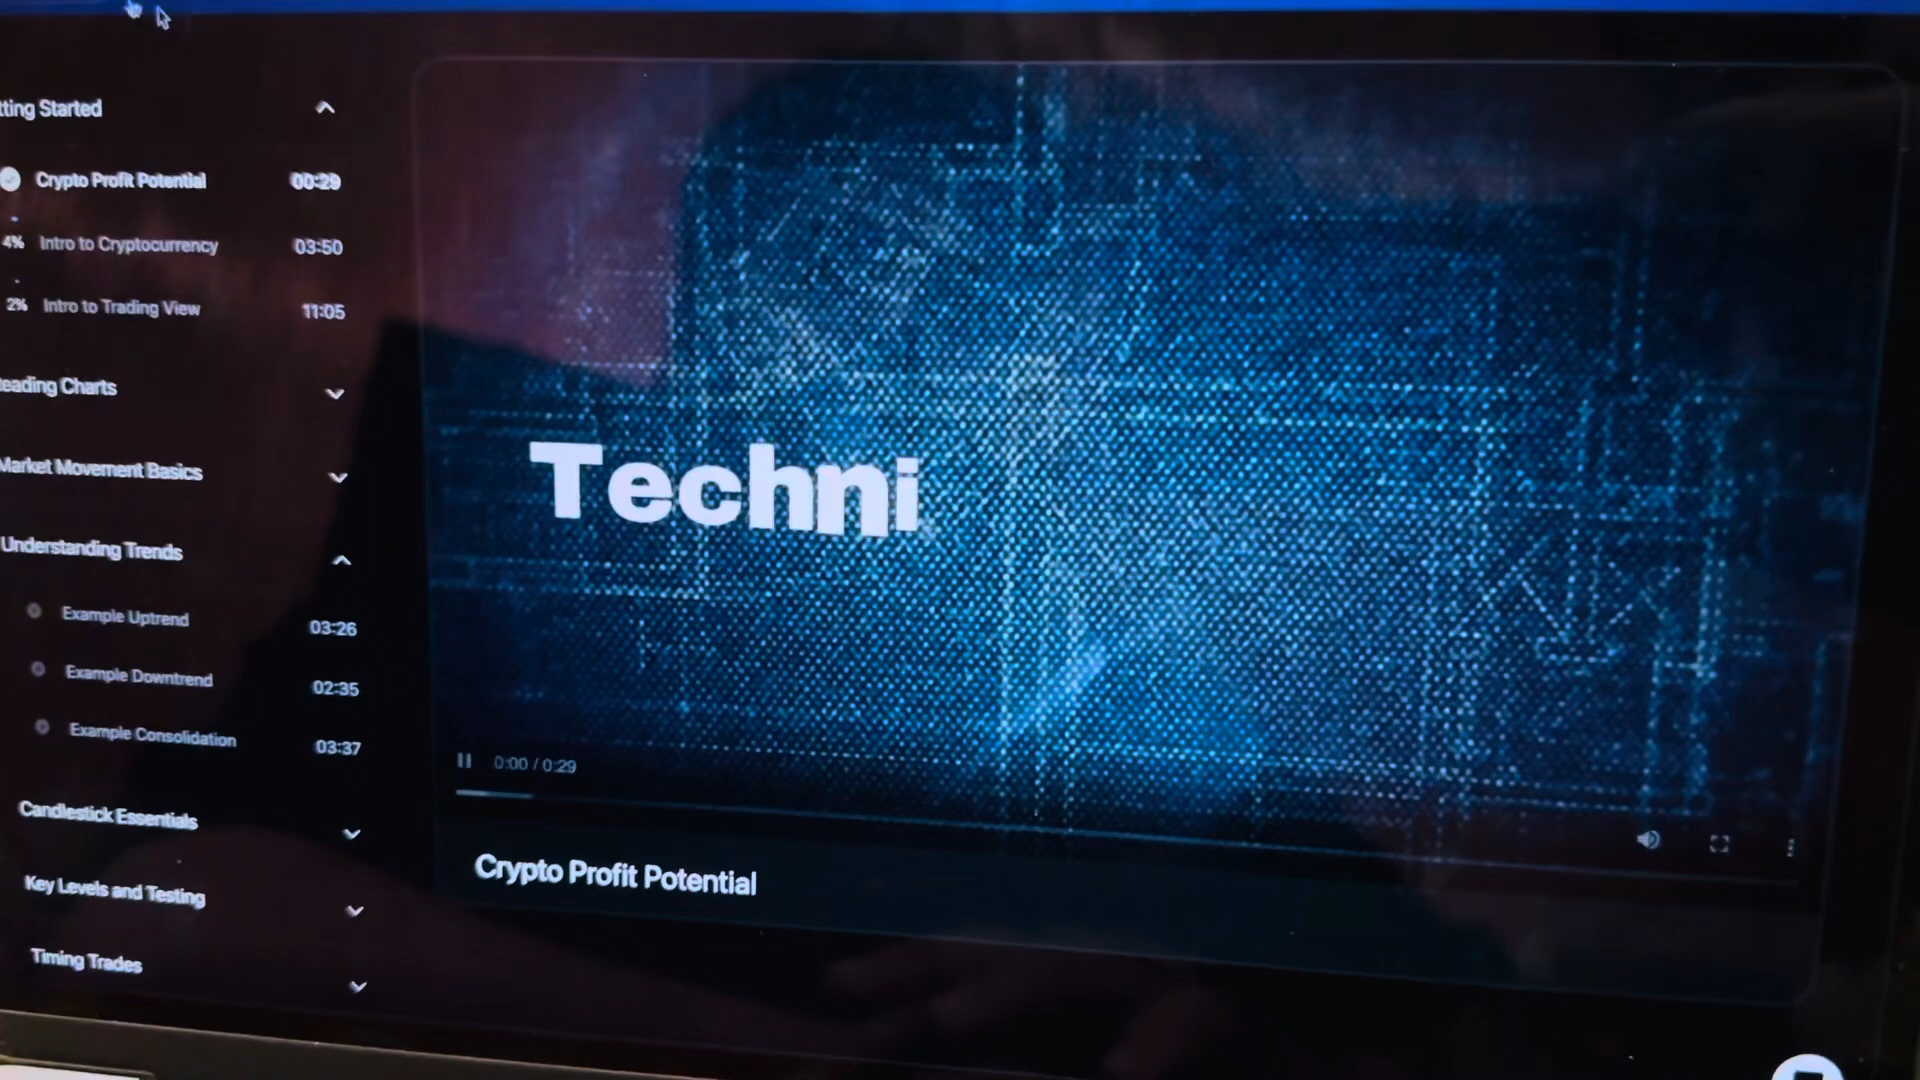 tting Started
Crypto Profit Potential 00:29
4% Intro to Cryptocurrency 03:50
2% Intro to Trading View 11:05
eading Charts
Market Movement Basics
Understanding Trends
Example Uptrend 03:26
Example Downtrend 02:35
Example Consolidation 03:37
Candlestick Essentials
Key Levels and Testing
Timing Trades
Techni
0:00 / 0:29
Crypto Profit Potential